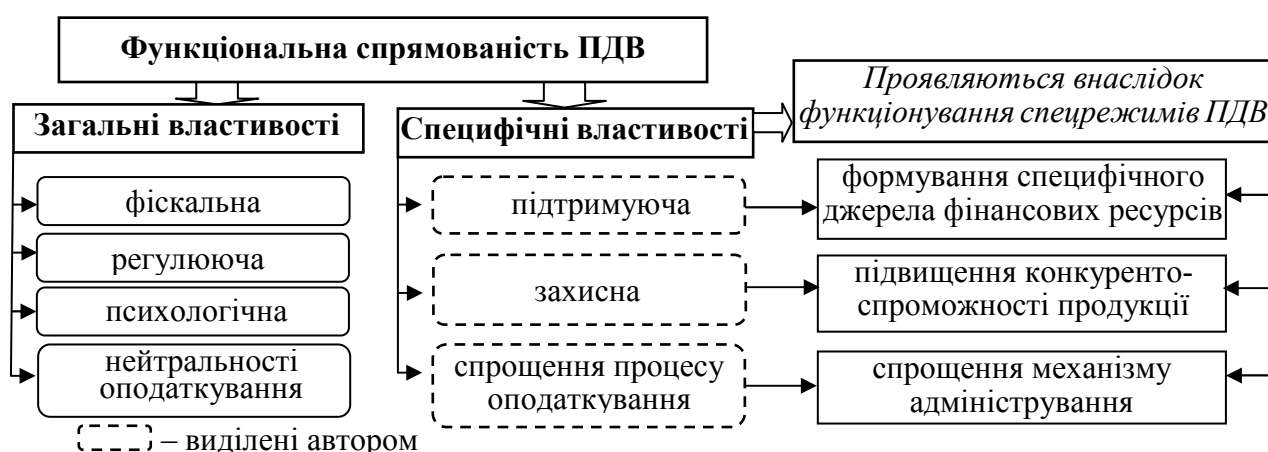 Функціональна спрямованість ПДВ
Загальні властивості
фіскальна
регулююча
психологічна
нейтральності
оподаткування
Специфічні властивості
підтримуюча
захисна
спрощення процесу
оподаткування
Проявляються внаслідок
функціонування спецрежимів ПДВ
формування специфічного
джерела фінансових ресурсів
підвищення конкуренто-
спроможності продукції
спрощення механізму
адміністрування
– виділені автором